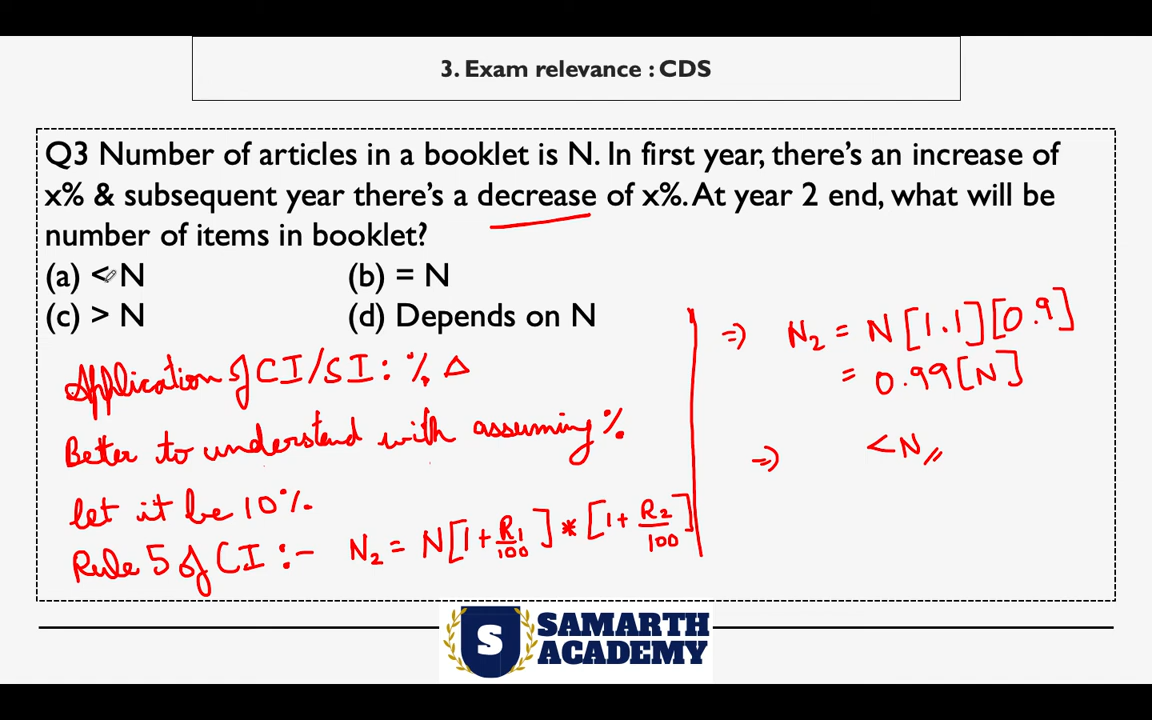 3. Exam relevance : CDS
Q3 Number of articles in a booklet is N. In first year, there's an increase of
x% & subsequent year there's a decrease of x%. At year 2 end, what will be
number of items in booklet?
(a) < N (b) = N
(c) > N (d) Depends on N
Application of CI/SI: % Δ
Better to understand with assuming %
let it be 10%.
Rule 5 of CI :- N₂ = N[1 + R₁/100] * [1 + R₂/100]
=) N₂ = N[1.1][0.9]
= 0.99[N]
=) <N//
S SAMARTH
ACADEMY